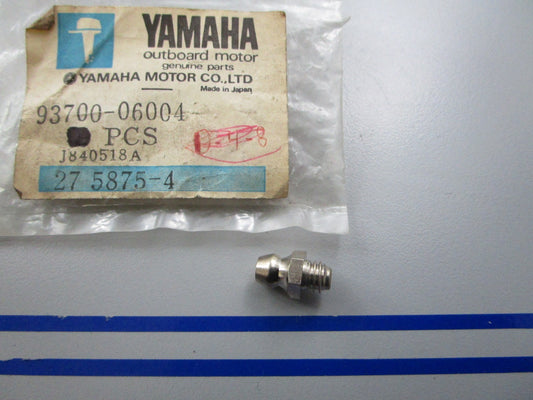 YAMAHA
outboard motor
genuine parts
YAMAHA MOTOR CO., LTD
Made in Japan
93700-06004
PCS
J840518A
27 5875-4